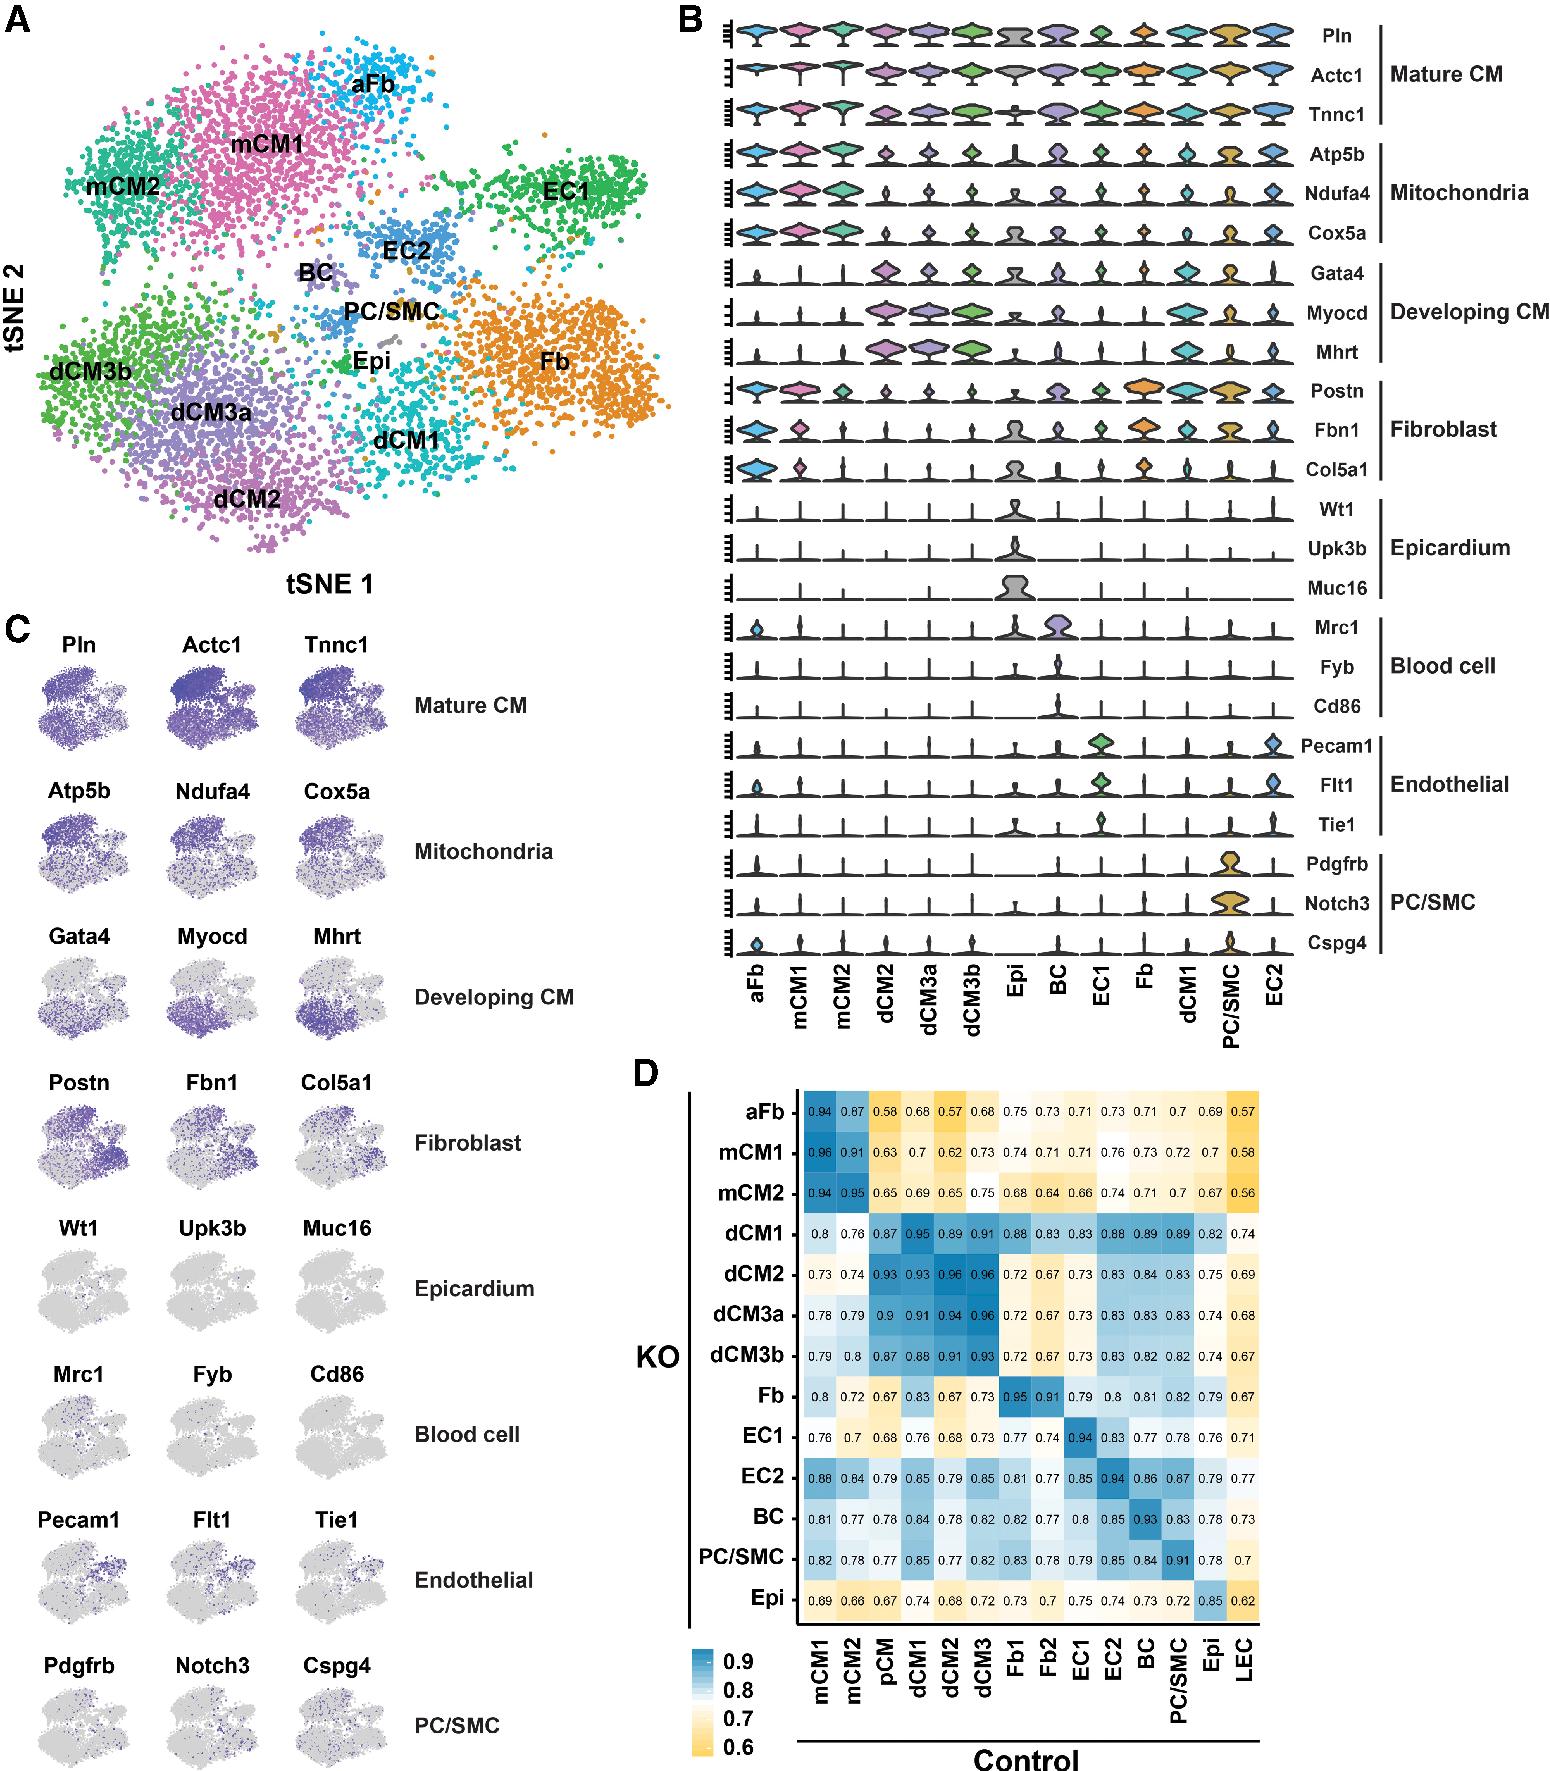 A
aFb
mCM1
mCM2
EC1
EC2
BC
PC/SMC
Epi
Fb
dCM3b
dCM3a
dCM1
dCM2
tSNE 2
tSNE 1
B
Pln
Actc1
Tnnc1
Mature CM
Atp5b
Ndufa4
Cox5a
Mitochondria
Gata4
Myocd
Mhrt
Developing CM
Postn
Fbn1
Col5a1
Fibroblast
Wt1
Upk3b
Muc16
Epicardium
Mrc1
Fyb
Cd86
Blood cell
Pecam1
Flt1
Tie1
Endothelial
Pdgfrb
Notch3
Cspg4
PC/SMC
aFb mCM1 mCM2 dCM2 dCM3a dCM3b Epi BC EC1 Fb dCM1 PC/SMC EC2
C
Pln Actc1 Tnnc1
Mature CM
Atp5b Ndufa4 Cox5a
Mitochondria
Gata4 Myocd Mhrt
Developing CM
Postn Fbn1 Col5a1
Fibroblast
Wt1 Upk3b Muc16
Epicardium
Mrc1 Fyb Cd86
Blood cell
Pecam1 Flt1 Tie1
Endothelial
Pdgfrb Notch3 Cspg4
PC/SMC
D
KO
aFb 0.94 0.87 0.58 0.68 0.57 0.68 0.75 0.73 0.71 0.73 0.71 0.7 0.69 0.57
mCM1 0.96 0.91 0.63 0.7 0.62 0.73 0.74 0.71 0.71 0.76 0.73 0.72 0.7 0.58
mCM2 0.94 0.95 0.65 0.69 0.65 0.75 0.68 0.64 0.66 0.74 0.71 0.7 0.67 0.56
dCM1 0.8 0.76 0.87 0.95 0.89 0.91 0.88 0.83 0.83 0.88 0.89 0.89 0.82 0.74
dCM2 0.73 0.74 0.93 0.93 0.96 0.96 0.72 0.67 0.73 0.83 0.84 0.83 0.75 0.69
dCM3a 0.78 0.79 0.9 0.91 0.94 0.96 0.72 0.67 0.73 0.83 0.83 0.83 0.74 0.68
dCM3b 0.79 0.8 0.87 0.88 0.91 0.93 0.72 0.67 0.73 0.83 0.82 0.82 0.74 0.67
Fb 0.8 0.72 0.67 0.83 0.67 0.73 0.95 0.91 0.79 0.8 0.81 0.82 0.79 0.67
EC1 0.76 0.7 0.68 0.76 0.68 0.73 0.77 0.74 0.94 0.83 0.77 0.78 0.76 0.71
EC2 0.88 0.84 0.79 0.85 0.79 0.85 0.81 0.77 0.85 0.94 0.86 0.87 0.79 0.77
BC 0.81 0.77 0.78 0.84 0.78 0.82 0.82 0.77 0.8 0.85 0.93 0.83 0.78 0.73
PC/SMC 0.82 0.78 0.77 0.85 0.77 0.82 0.83 0.78 0.79 0.85 0.84 0.91 0.78 0.7
Epi 0.69 0.66 0.67 0.74 0.68 0.72 0.73 0.7 0.75 0.74 0.73 0.72 0.85 0.62
mCM1 mCM2 pCM dCM1 dCM2 dCM3 Fb1 Fb2 EC1 EC2 BC PC/SMC Epi LEC
0.9
0.8
0.7
0.6
Control